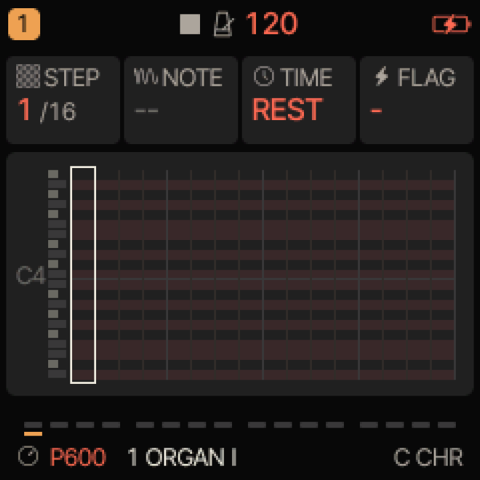 1 120
STEP NOTE TIME FLAG
1 /16 -- REST -
C4
P600 1 ORGAN I C CHR